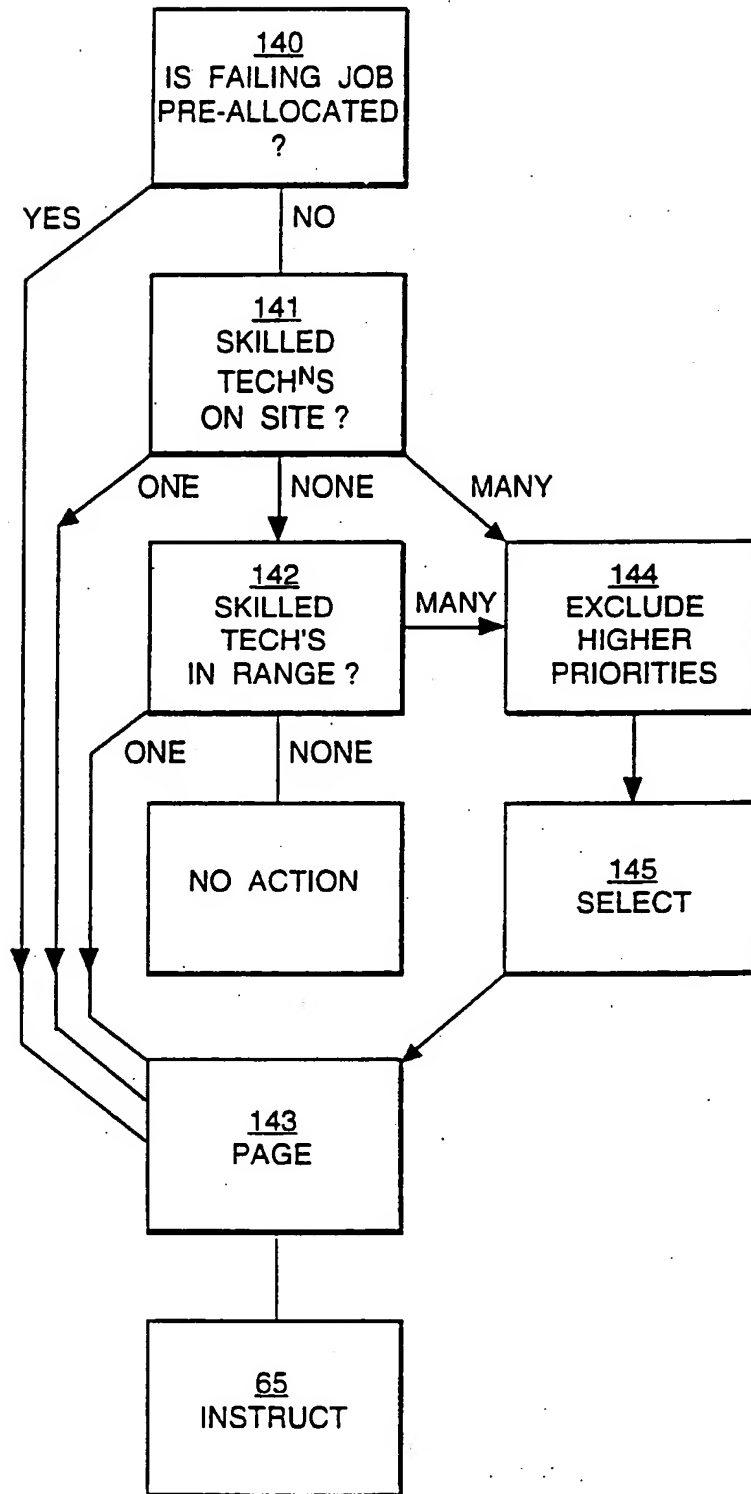 140
IS FAILING JOB
PRE-ALLOCATED
?
YES
NO
141
SKILLED
TECHᴺS
ON SITE ?
ONE
NONE
MANY
142
SKILLED
TECH'S
IN RANGE ?
MANY
144
EXCLUDE
HIGHER
PRIORITIES
ONE
NONE
NO ACTION
145
SELECT
143
PAGE
65
INSTRUCT